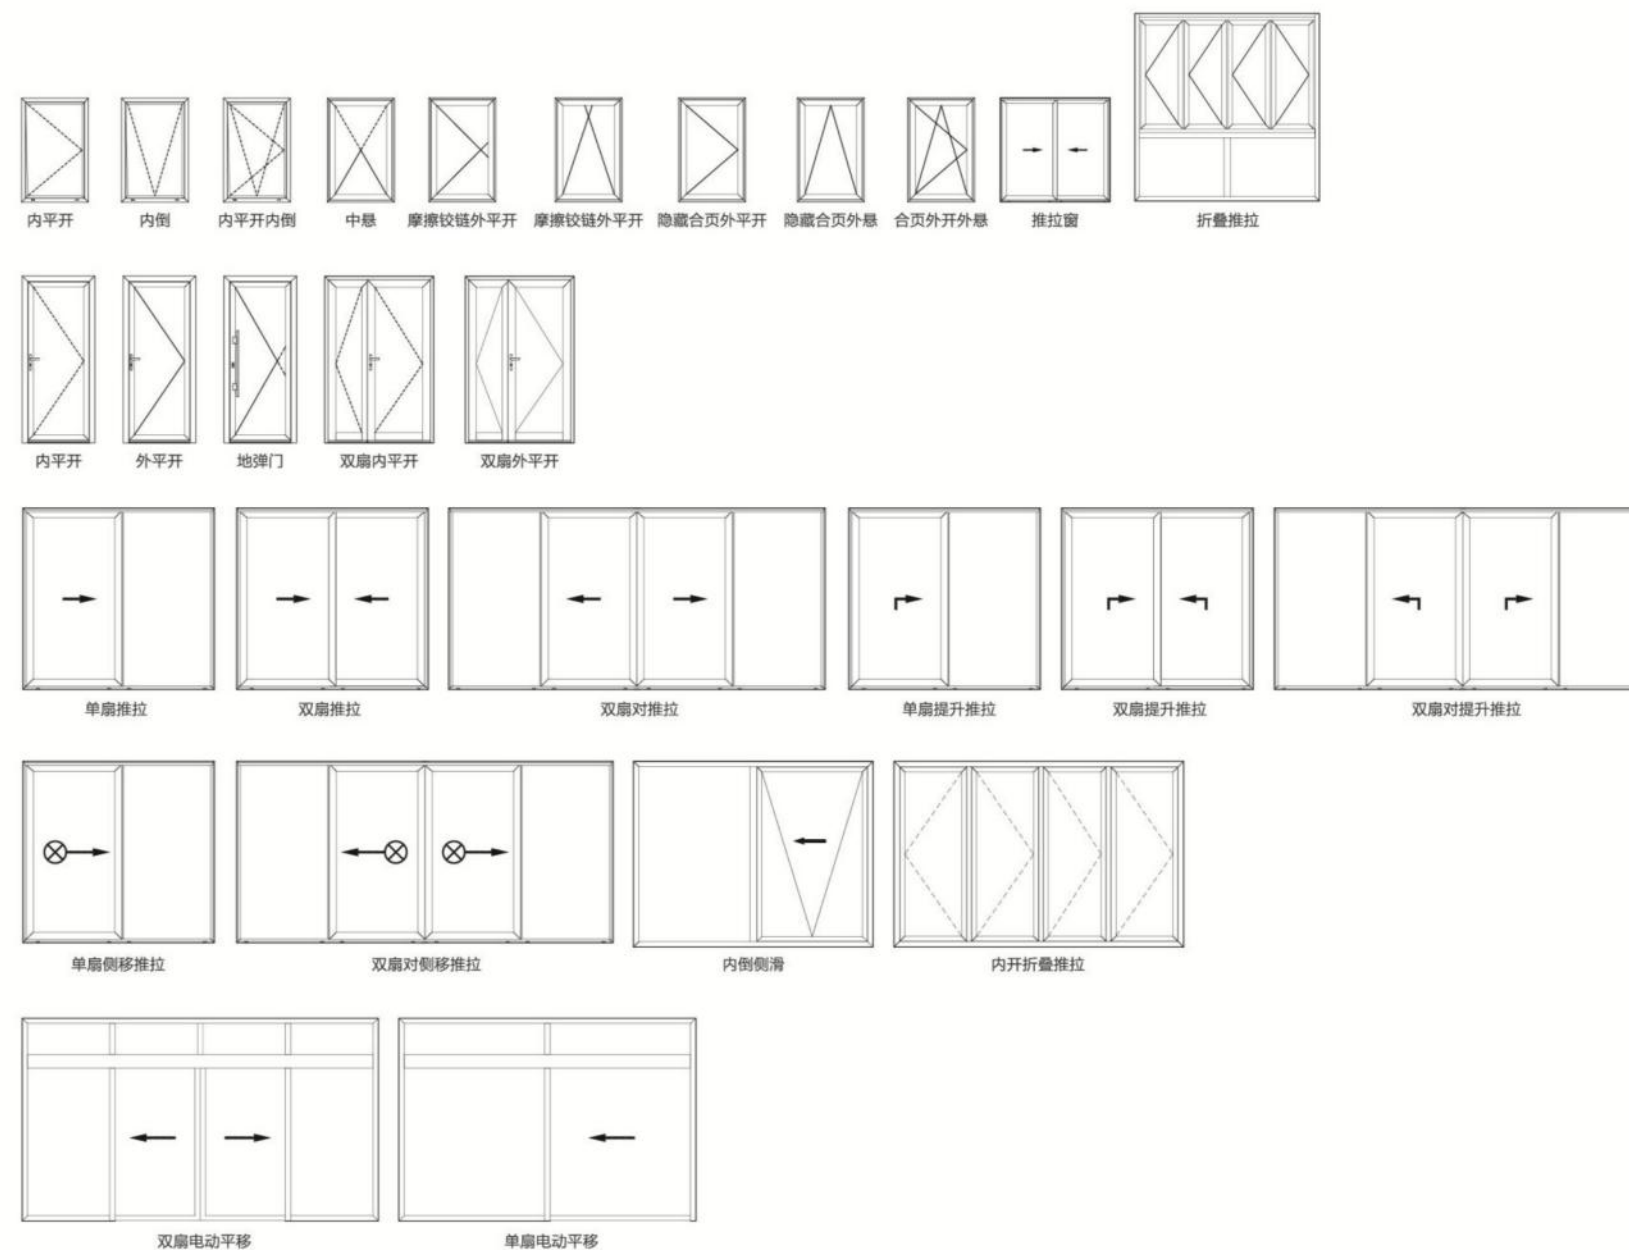 内平开 内倒 内平开内倒 中悬 摩擦铰链外平开 摩擦铰链外平开 隐藏合页外平开 隐藏合页外悬 合页外开外悬 推拉窗 折叠推拉
内平开 外平开 地弹门 双扇内平开 双扇外平开
单扇推拉 双扇推拉 双扇对推拉 单扇提升推拉 双扇提升推拉 双扇对提升推拉
单扇侧移推拉 双扇对侧移推拉 内倒侧滑 内开折叠推拉
双扇电动平移 单扇电动平移